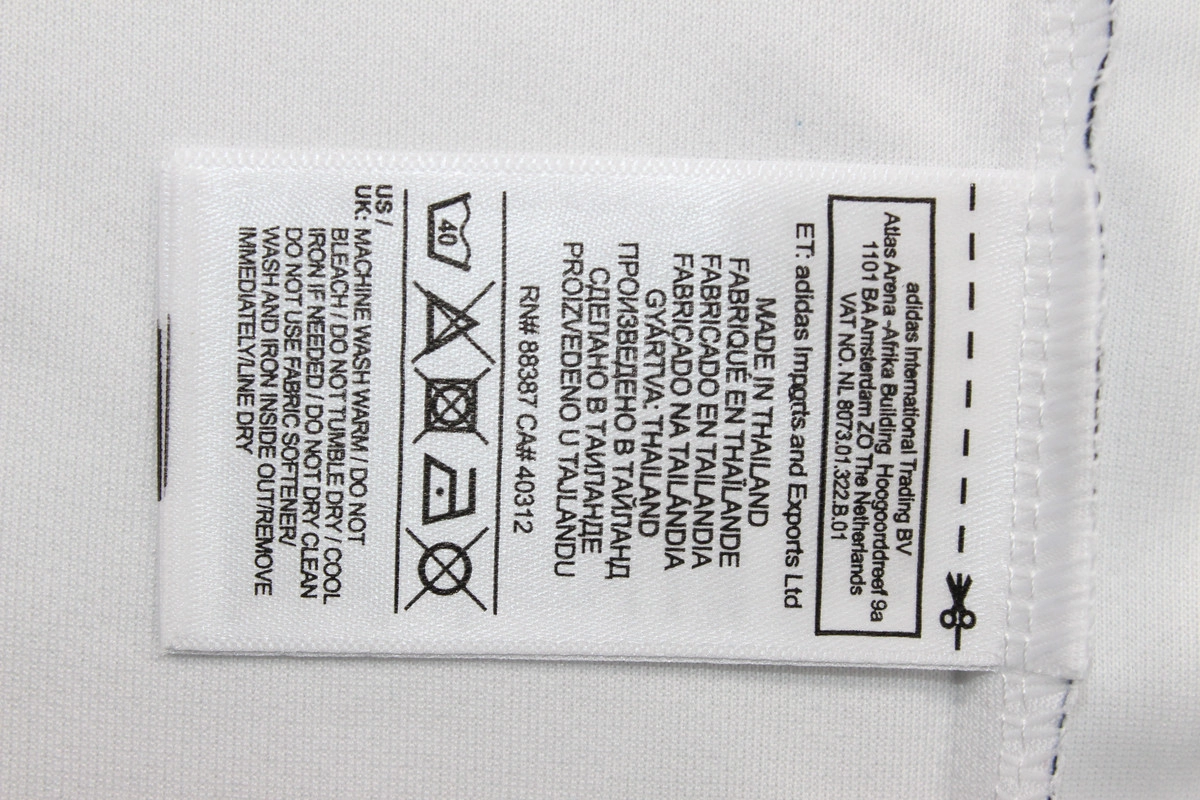 adidas International Trading BV
Atlas Arena -Afrika Building Hoogoorddreef 9a
1101 BA Amsterdam ZO The Netherlands
VAT NO. NL 8073.01.322.B.01
ET: adidas Imports and Exports Ltd
MADE IN THAILAND
FABRIQUÉ EN THAÏLANDE
FABRICADO EN TAILANDIA
FABRICADO NA TAILÂNDIA
GYÁRTVA: THAILAND
ПРОИЗВЕДЕНО В ТАЙЛАНД
СДЕЛАНО В ТАИЛАНДЕ
PROIZVEDENO U TAJLANDU
RN# 88387 CA# 40312
40
US /
UK: MACHINE WASH WARM / DO NOT
BLEACH / DO NOT TUMBLE DRY / COOL
IRON IF NEEDED / DO NOT DRY CLEAN
DO NOT USE FABRIC SOFTENER/
WASH AND IRON INSIDE OUT/REMOVE
IMMEDIATELY/LINE DRY